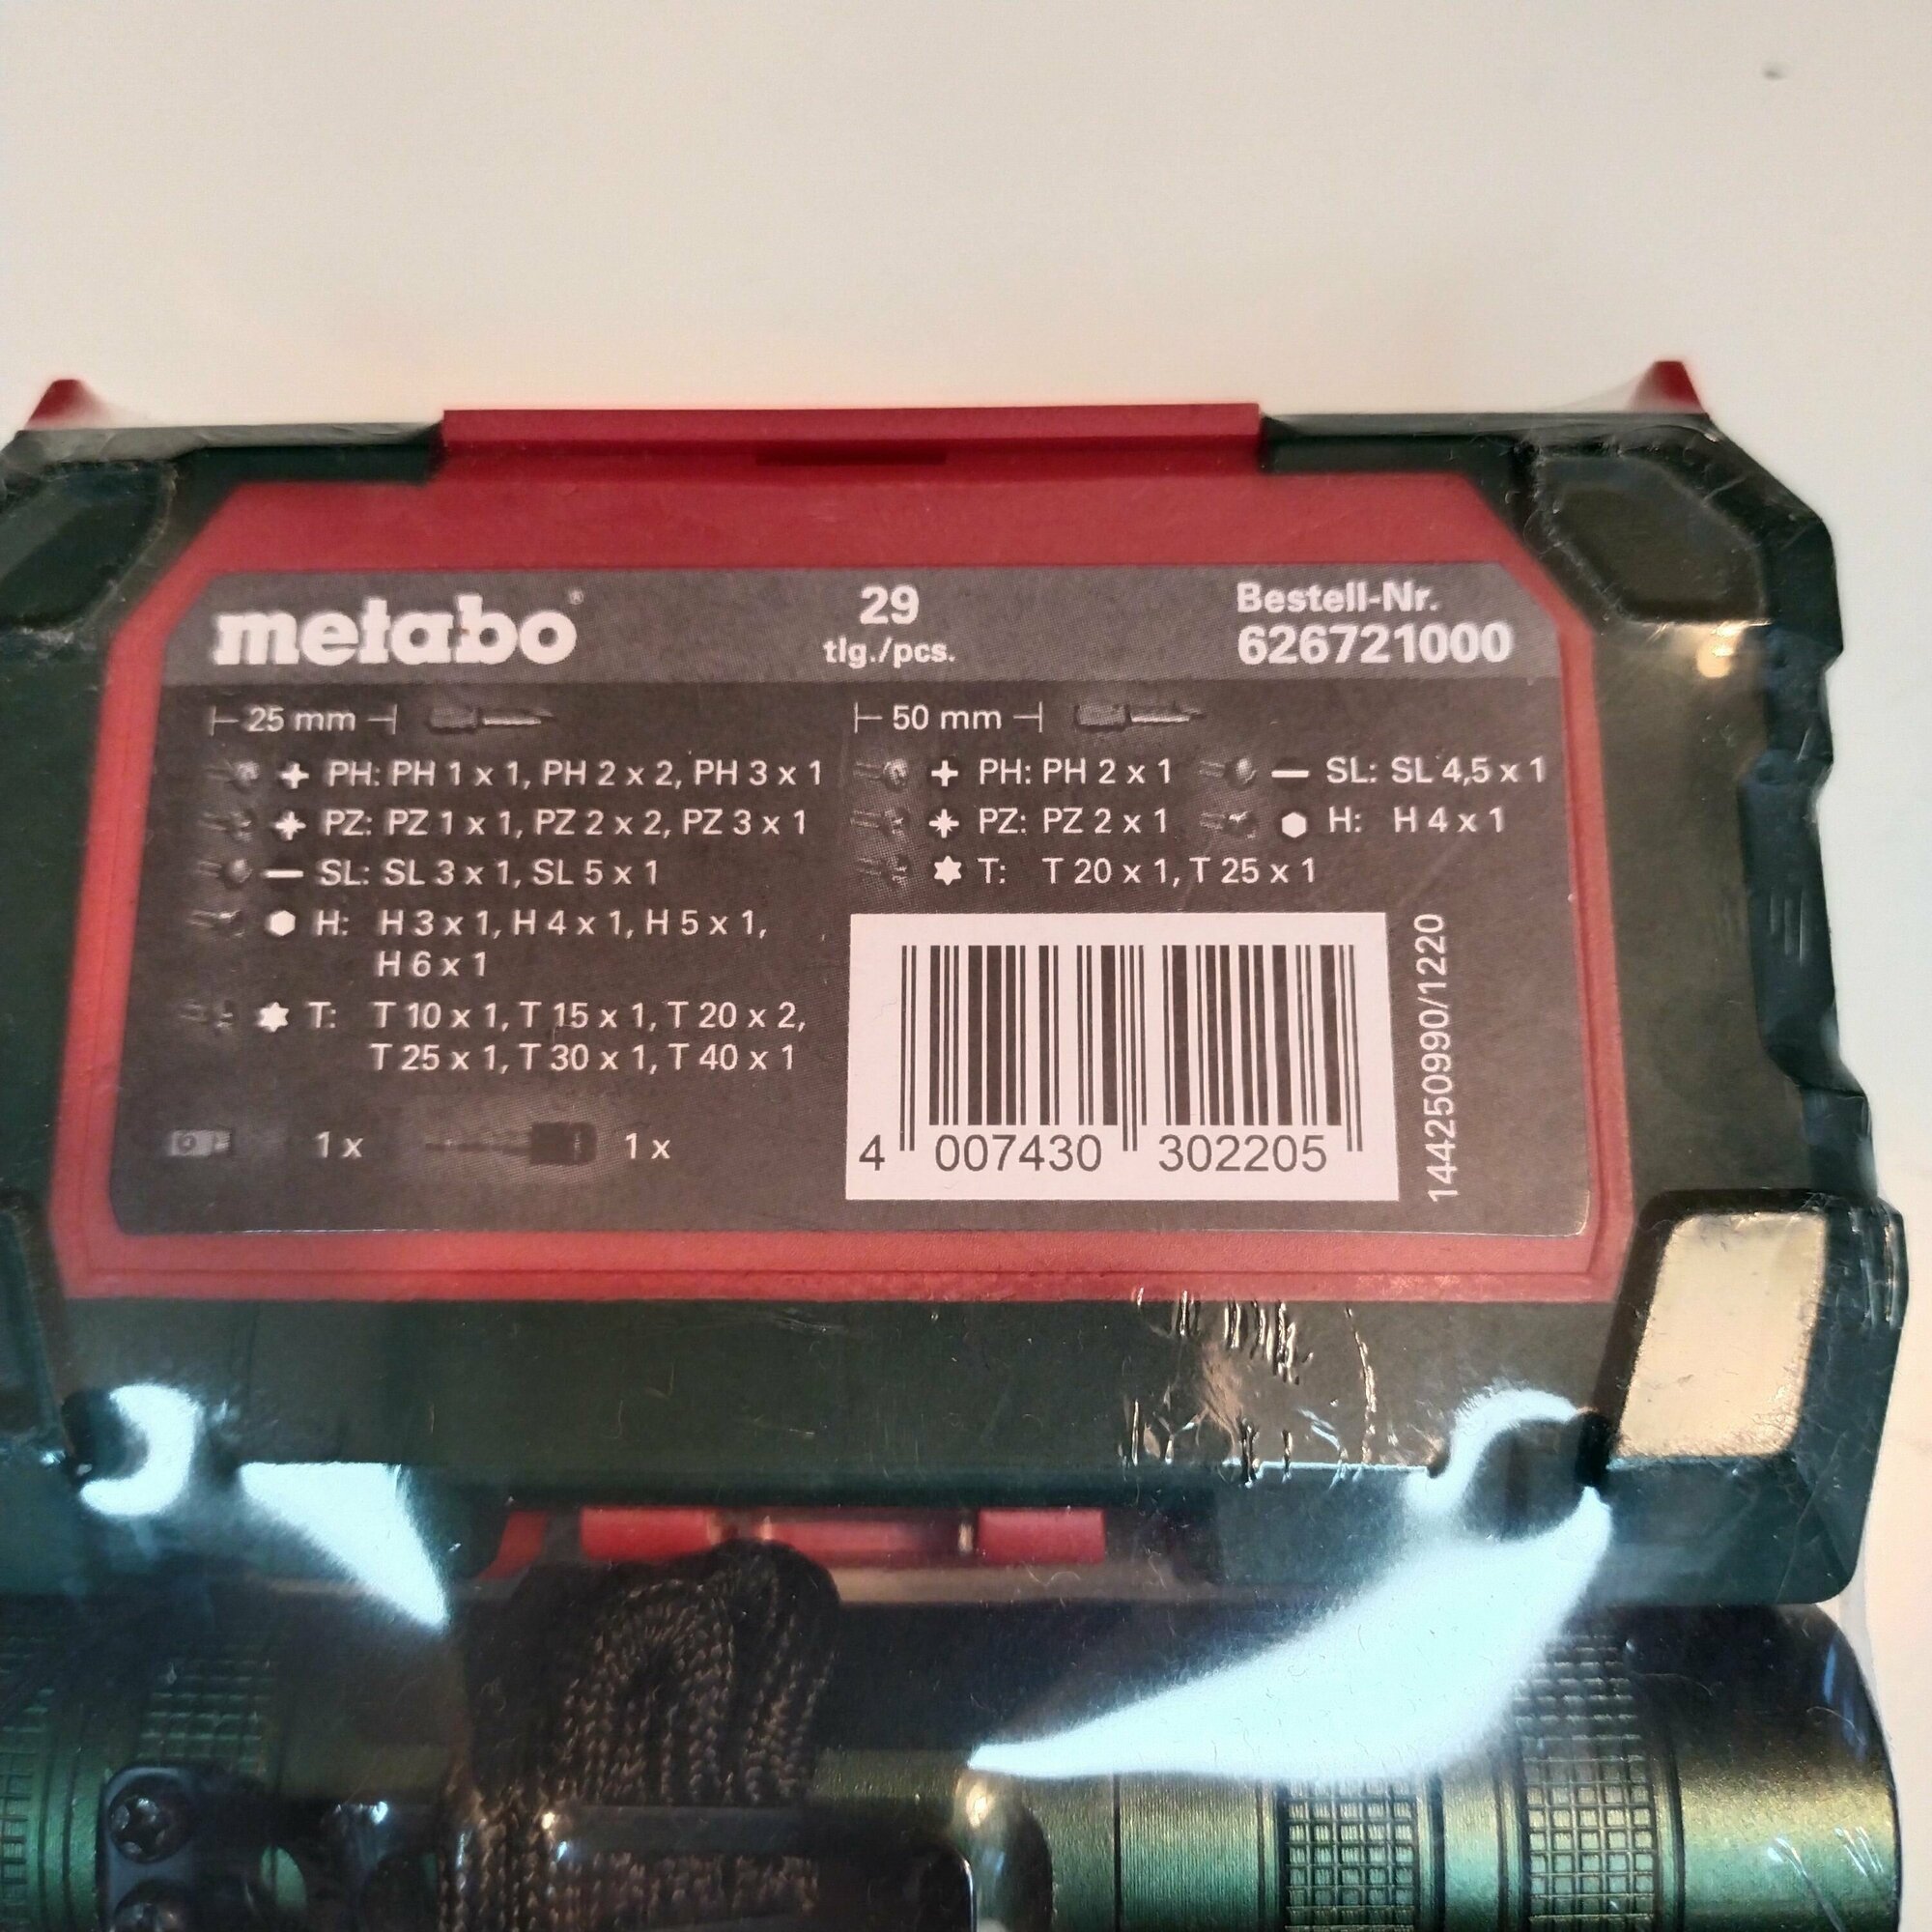 metabo®
29
tlg./pcs.
Bestell-Nr.
626721000
25 mm
PH: PH 1 x 1, PH 2 x 2, PH 3 x 1
PZ: PZ 1 x 1, PZ 2 x 2, PZ 3 x 1
SL: SL 3 x 1, SL 5 x 1
H: H 3 x 1, H 4 x 1, H 5 x 1,
H 6 x 1
T: T 10 x 1, T 15 x 1, T 20 x 2,
T 25 x 1, T 30 x 1, T 40 x 1
1 x
1 x
50 mm
PH: PH 2 x 1
SL: SL 4,5 x 1
PZ: PZ 2 x 1
H: H 4 x 1
T: T 20 x 1, T 25 x 1
4 007430 302205
144250990/1220